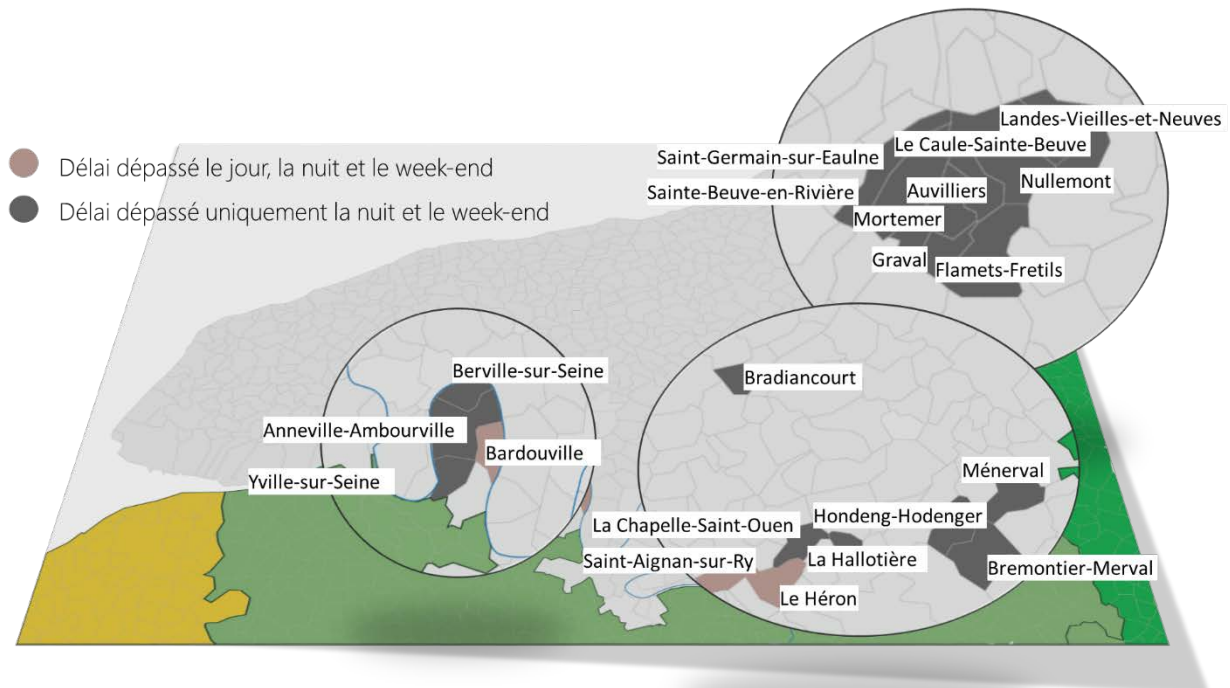 Délai dépassé le jour, la nuit et le week-end
Délai dépassé uniquement la nuit et le week-end
Landes-Vieilles-et-Neuves
Le Caule-Sainte-Beuve
Saint-Germain-sur-Eaulne
Nullemont
Sainte-Beuve-en-Rivière
Auvilliers
Mortemer
Graval
Flamets-Fretils
Berville-sur-Seine
Anneville-Ambourville
Bardouville
Yville-sur-Seine
Bradiancourt
Ménerval
Hondeng-Hodenger
La Chapelle-Saint-Ouen
La Hallotière
Saint-Aignan-sur-Ry
Bremontier-Merval
Le Héron